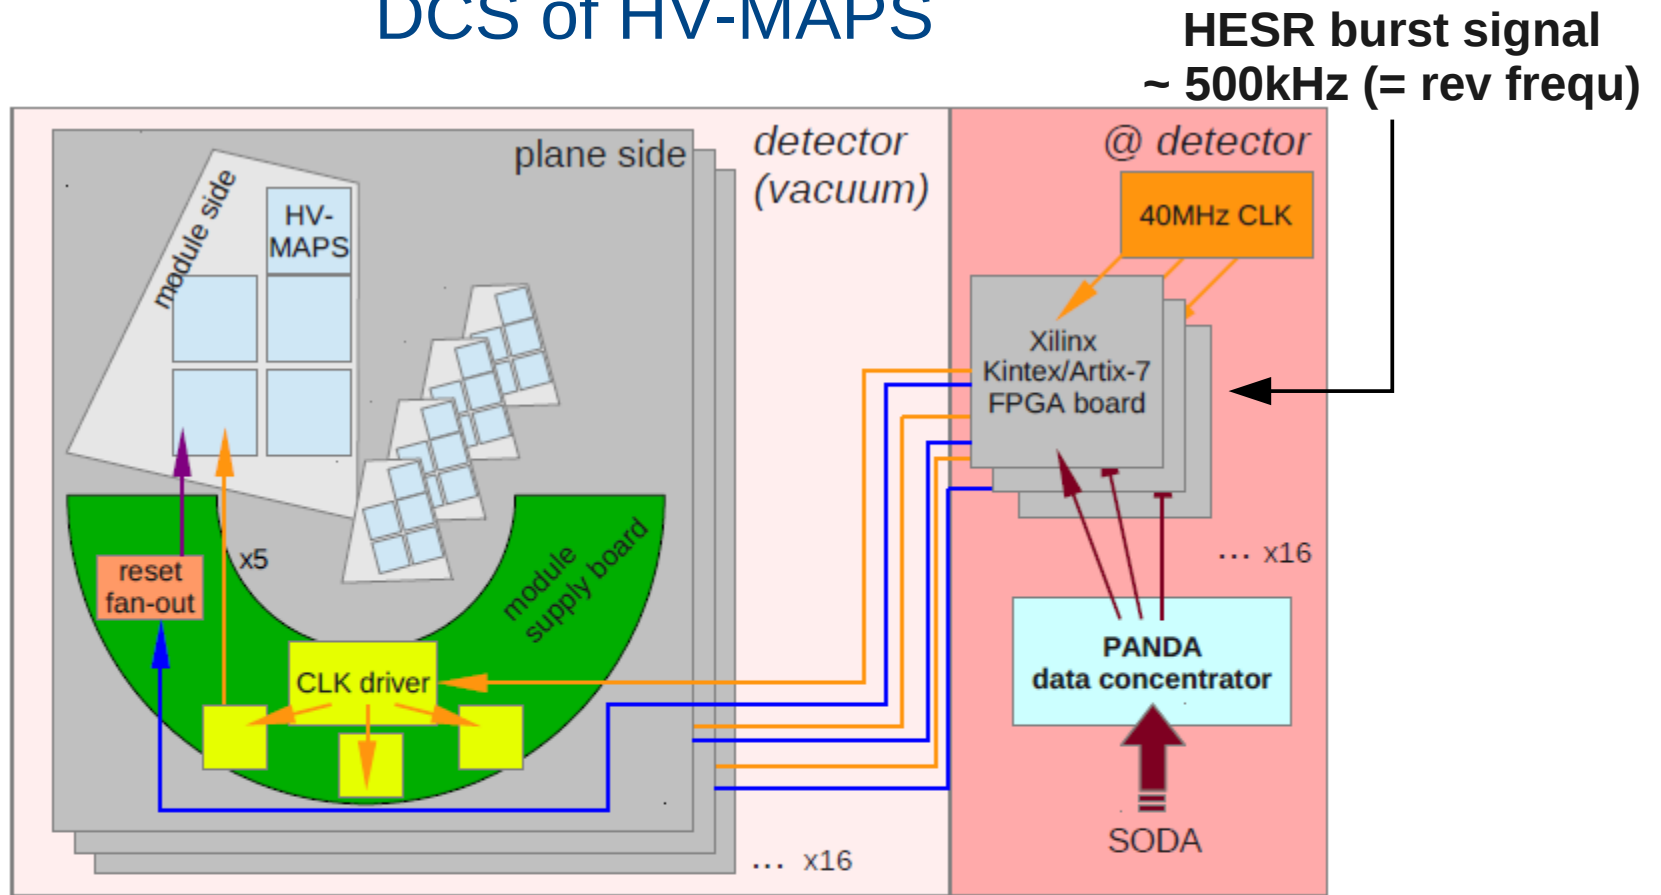 DCS of HV-MAPS
HESR burst signal
~ 500kHz (= rev frequ)
plane side
detector
(vacuum)
@ detector
module side
HV-
MAPS
40MHz CLK
Xilinx
Kintex/Artix-7
FPGA board
... x16
reset
fan-out
x5
module
supply board
CLK driver
PANDA
data concentrator
SODA
... x16